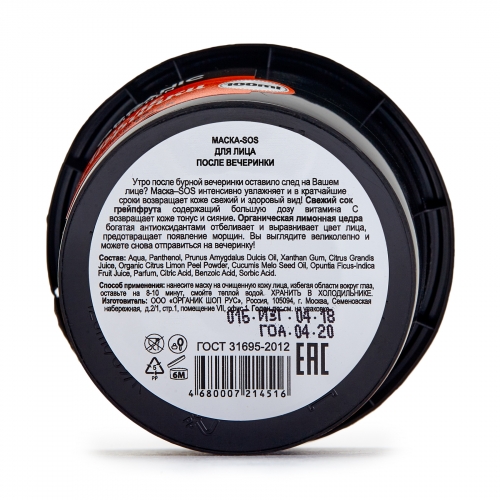 100ml
МАСКА-SOS
ДЛЯ ЛИЦА
ПОСЛЕ ВЕЧЕРИНКИ
Утро после бурной вечеринки оставило след на Вашем
лице? Маска–SOS интенсивно увлажняет и в кратчайшие
сроки возвращает коже свежий и здоровый вид! Свежий сок
грейпфрута содержащий большую дозу витамина С
возвращает коже тонус и сияние. Органическая лимонная цедра
богатая антиоксидантами отбеливает и выравнивает цвет лица,
предотвращает появление морщин. Вы выглядите великолепно и
можете снова отправиться на вечеринку!
Состав: Aqua, Panthenol, Prunus Amygdalus Dulcis Oil, Xanthan Gum, Citrus Grandis
Juice, Organic Citrus Limon Peel Powder, Cucumis Melo Seed Oil, Opuntia Ficus-Indica
Fruit Juice, Parfum, Citric Acid, Benzoic Acid, Sorbic Acid.
Способ применения: нанесите маску на очищенную кожу лица, избегая области вокруг глаз,
оставьте на 8-10 минут, затем смойте теплой водой. ХРАНИТЬ В ХОЛОДИЛЬНИКЕ.
Изготовитель: ООО «ОРГАНИК ШОП РУС», Россия, 105094, г. Москва, Семеновская
набережная, д.2/1, стр.1, помещение VII, офис 1. Годен до: см. на упаковке.
016 ИЗГ 04.18
ГОД 04.20
ГОСТ 31695-2012
EAC
5
PP
6M
4 680007 214516